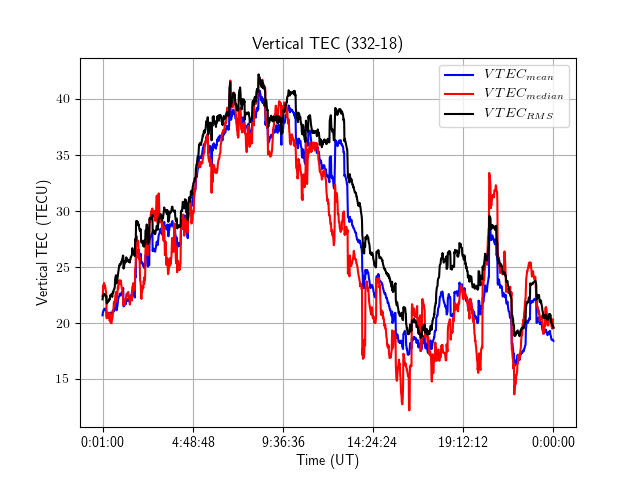 Vertical TEC (332-18)
VTEC_mean
VTEC_median
VTEC_RMS
Vertical TEC (TECU)
40
35
30
25
20
15
0:01:00 4:48:48 9:36:36 14:24:24 19:12:12 0:00:00
Time (UT)